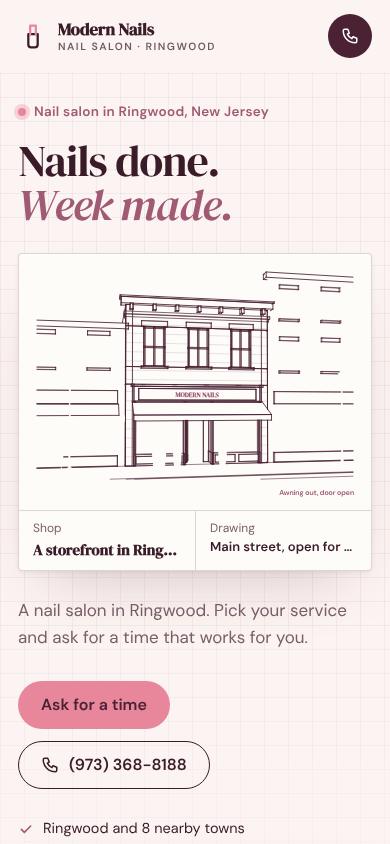 Modern Nails
NAIL SALON · RINGWOOD
Nail salon in Ringwood, New Jersey
Nails done.
Week made.
MODERN NAILS
Awning out, door open
Shop
A storefront in Ring...
Drawing
Main street, open for ...
A nail salon in Ringwood. Pick your service
and ask for a time that works for you.
Ask for a time
(973) 368-8188
Ringwood and 8 nearby towns